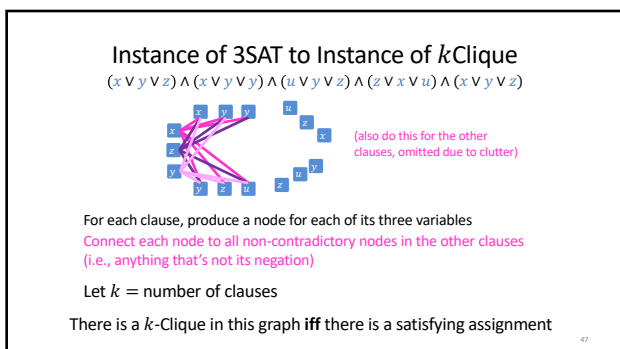 Instance of 3SAT to Instance of 𝑘Clique
(𝑥 ∨ 𝑦 ∨ 𝑧) ∧ (𝑥 ∨ 𝑦 ∨ 𝑦) ∧ (𝑢 ∨ 𝑦 ∨ 𝑧) ∧ (𝑧 ∨ 𝑥 ∨ 𝑢) ∧ (𝑥 ∨ 𝑦 ∨ 𝑧)
𝑥 𝑦 𝑦
𝑢
𝑧
𝑥
𝑥
𝑧
𝑦
(also do this for the other
clauses, omitted due to clutter)
𝑦 𝑧 𝑢
𝑦
𝑢
𝑧
For each clause, produce a node for each of its three variables
Connect each node to all non-contradictory nodes in the other clauses
(i.e., anything that's not its negation)
Let 𝑘 = number of clauses
There is a 𝑘-Clique in this graph iff there is a satisfying assignment
47